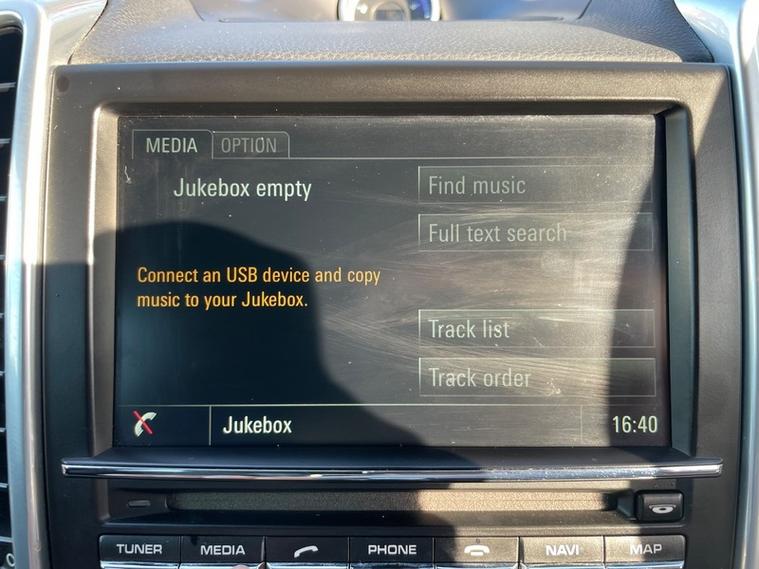 MEDIA OPTION
Jukebox empty
Find music
Full text search
Connect an USB device and copy
music to your Jukebox.
Track list
Track order
Jukebox
16:40
TUNER MEDIA PHONE NAVI MAP